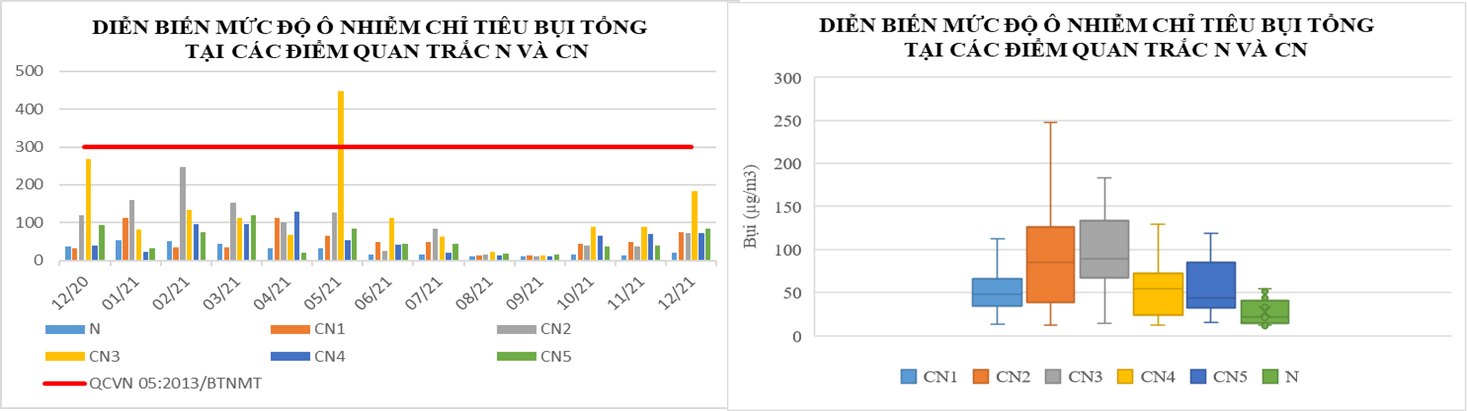 DIỄN BIẾN MỨC ĐỘ Ô NHIỄM CHỈ TIÊU BỤI TỔNG
TẠI CÁC ĐIỂM QUAN TRẮC N VÀ CN
500
400
300
200
100
0
12/20 01/21 02/21 03/21 04/21 05/21 06/21 07/21 08/21 09/21 10/21 11/21 12/21
N CN1 CN2
CN3 CN4 CN5
QCVN 05:2013/BTNMT
DIỄN BIẾN MỨC ĐỘ Ô NHIỄM CHỈ TIÊU BỤI TỔNG
TẠI CÁC ĐIỂM QUAN TRẮC N VÀ CN
Bụi (µg/m3)
300
250
200
150
100
50
0
CN1 CN2 CN3 CN4 CN5 N